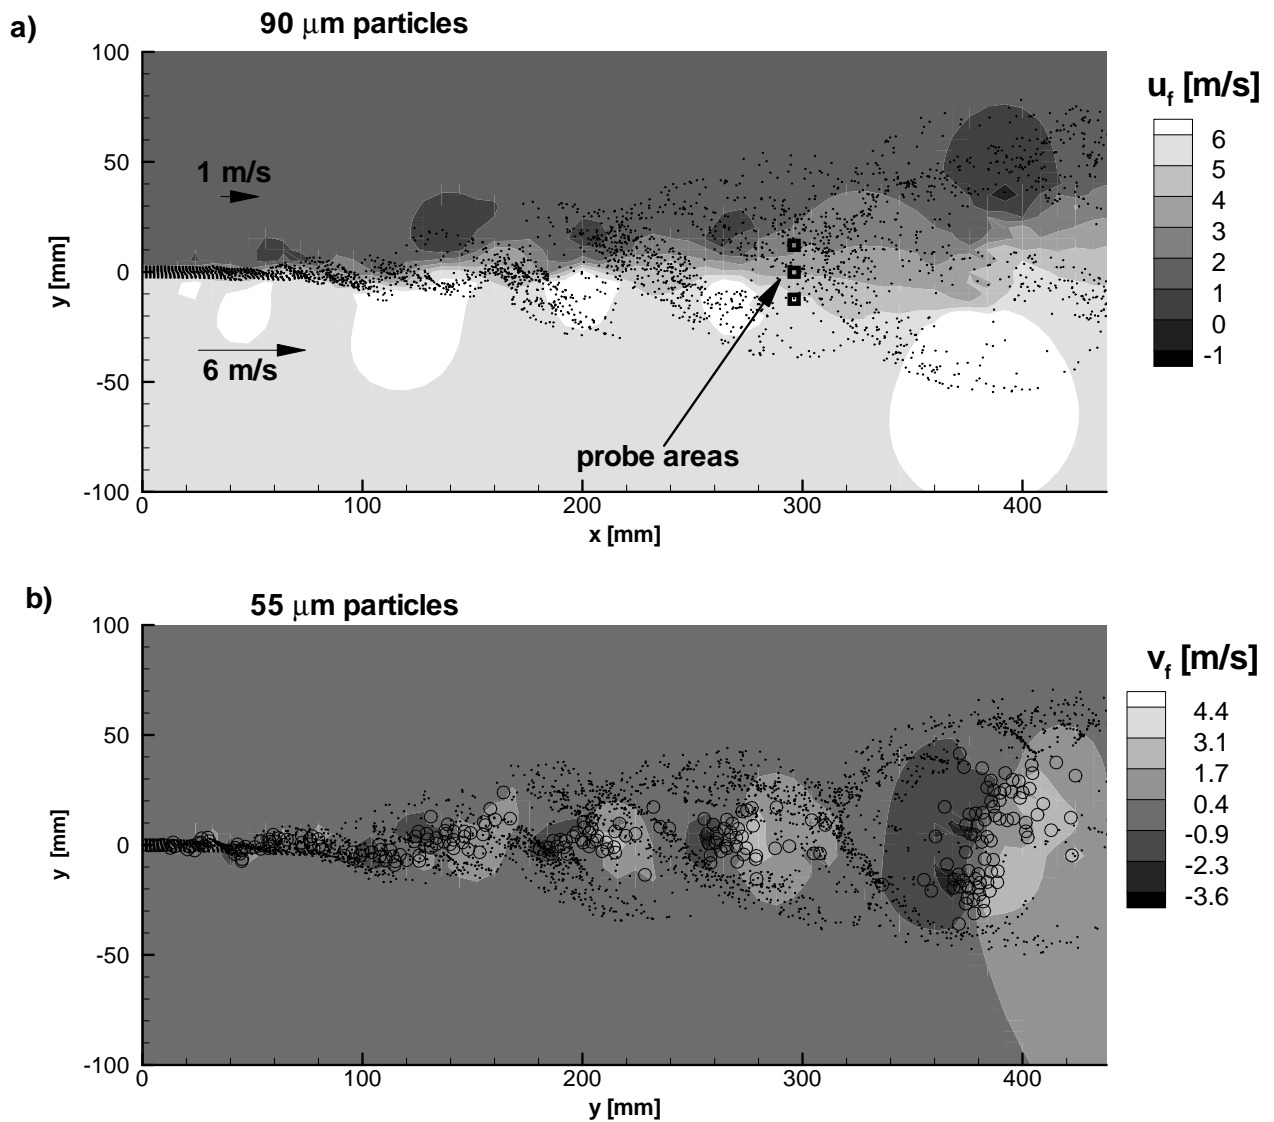 a)
90 μm particles
100
50
0
-50
-100
y [mm]
1 m/s
6 m/s
probe areas
0
100
200
300
400
x [mm]
u_f [m/s]
6
5
4
3
2
1
0
-1
b)
55 μm particles
100
50
0
-50
-100
y [mm]
0
100
200
300
400
y [mm]
v_f [m/s]
4.4
3.1
1.7
0.4
-0.9
-2.3
-3.6